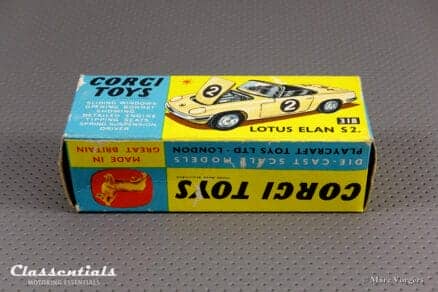 CORGI
TOYS
SLIDING WINDOWS
OPENING BONNET
SHOWING
DETAILED ENGINE
TIPPING SEATS
SPRING SUSPENSION
DRIVER
2
2
318
LOTUS ELAN S2.
DIE-CAST SCALE MODELS
PLAYCRAFT TOYS LTD - LONDON
MADE IN
GREAT BRITAIN
CORGI TOYS
Classentials
MOTORING ESSENTIALS
Marc Vorgers